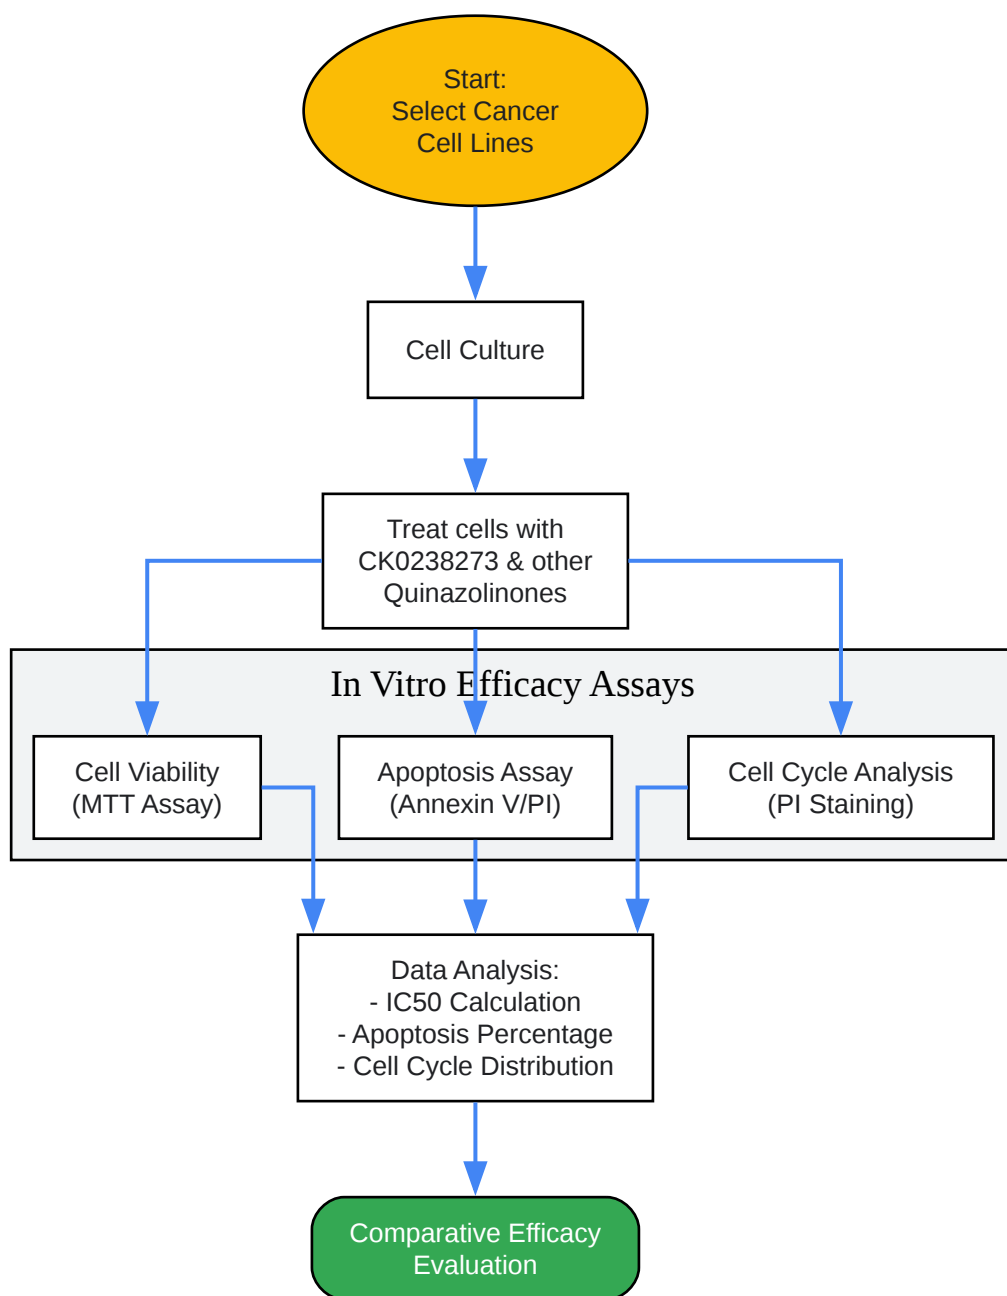 Start:
Select Cancer
Cell Lines
Cell Culture
Treat cells with
CK0238273 & other
Quinazolinones
In Vitro Efficacy Assays
Cell Viability
(MTT Assay)
Apoptosis Assay
(Annexin V/PI)
Cell Cycle Analysis
(PI Staining)
Data Analysis:
- IC50 Calculation
- Apoptosis Percentage
- Cell Cycle Distribution
Comparative Efficacy
Evaluation